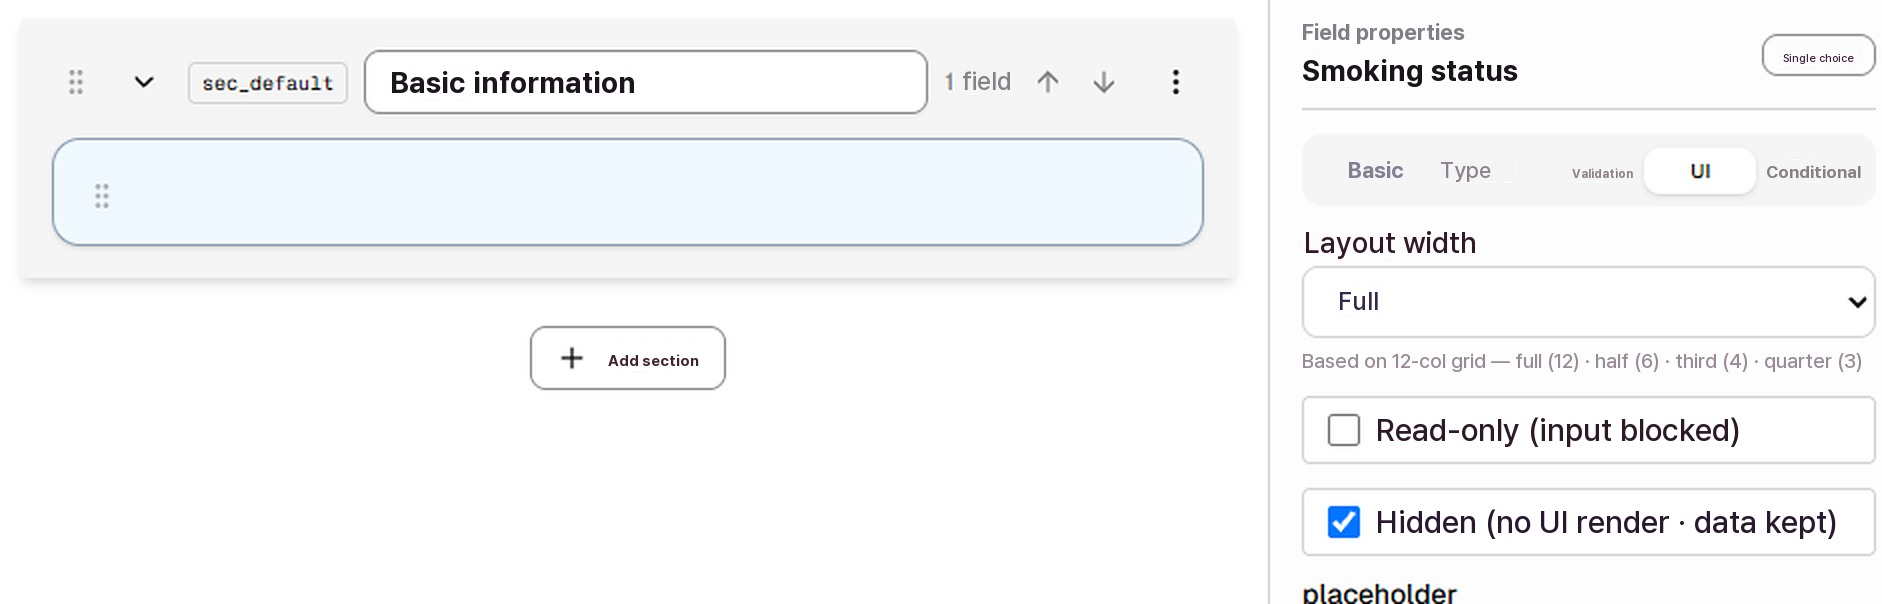 sec_default
Basic information
1 field
Add section
Field properties
Smoking status
Single choice
Basic
Type
Validation
UI
Conditional
Layout width
Full
Based on 12-col grid — full (12) · half (6) · third (4) · quarter (3)
Read-only (input blocked)
Hidden (no UI render · data kept)
placeholder